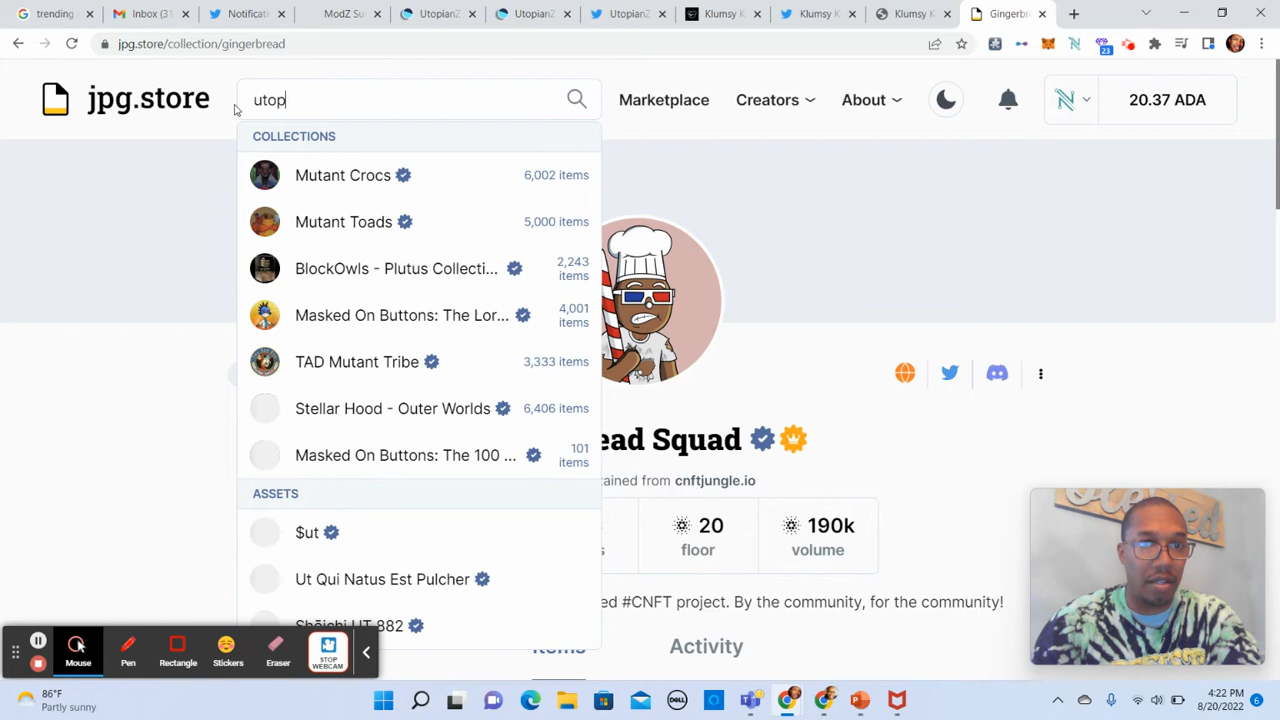 trending
Inbox (31
Notificati
ModZ Su
UtopianZ
UtopianZ
UtopianZ
Klumsy K
Klumsy K
Klumsy K
Gingerbr
jpg.store/collection/gingerbread
23
jpg.store
utop
Marketplace
Creators
About
20.37 ADA
COLLECTIONS
Mutant Crocs
6,002 items
Mutant Toads
5,000 items
BlockOwls - Plutus Collecti...
2,243 items
Masked On Buttons: The Lor...
4,001 items
TAD Mutant Tribe
3,333 items
Stellar Hood - Outer Worlds
6,406 items
Masked On Buttons: The 100 ...
101 items
ASSETS
$ut
Ut Qui Natus Est Pulcher
Shōichi UT 882
ead Squad
tained from cnftjungle.io
s
20
floor
190k
volume
ed #CNFT project. By the community, for the community!
Items
Activity
Mouse
Pen
Rectangle
Stickers
Eraser
STOP WEBCAM
86°F
Partly sunny
DELL
4:22 PM
8/20/2022